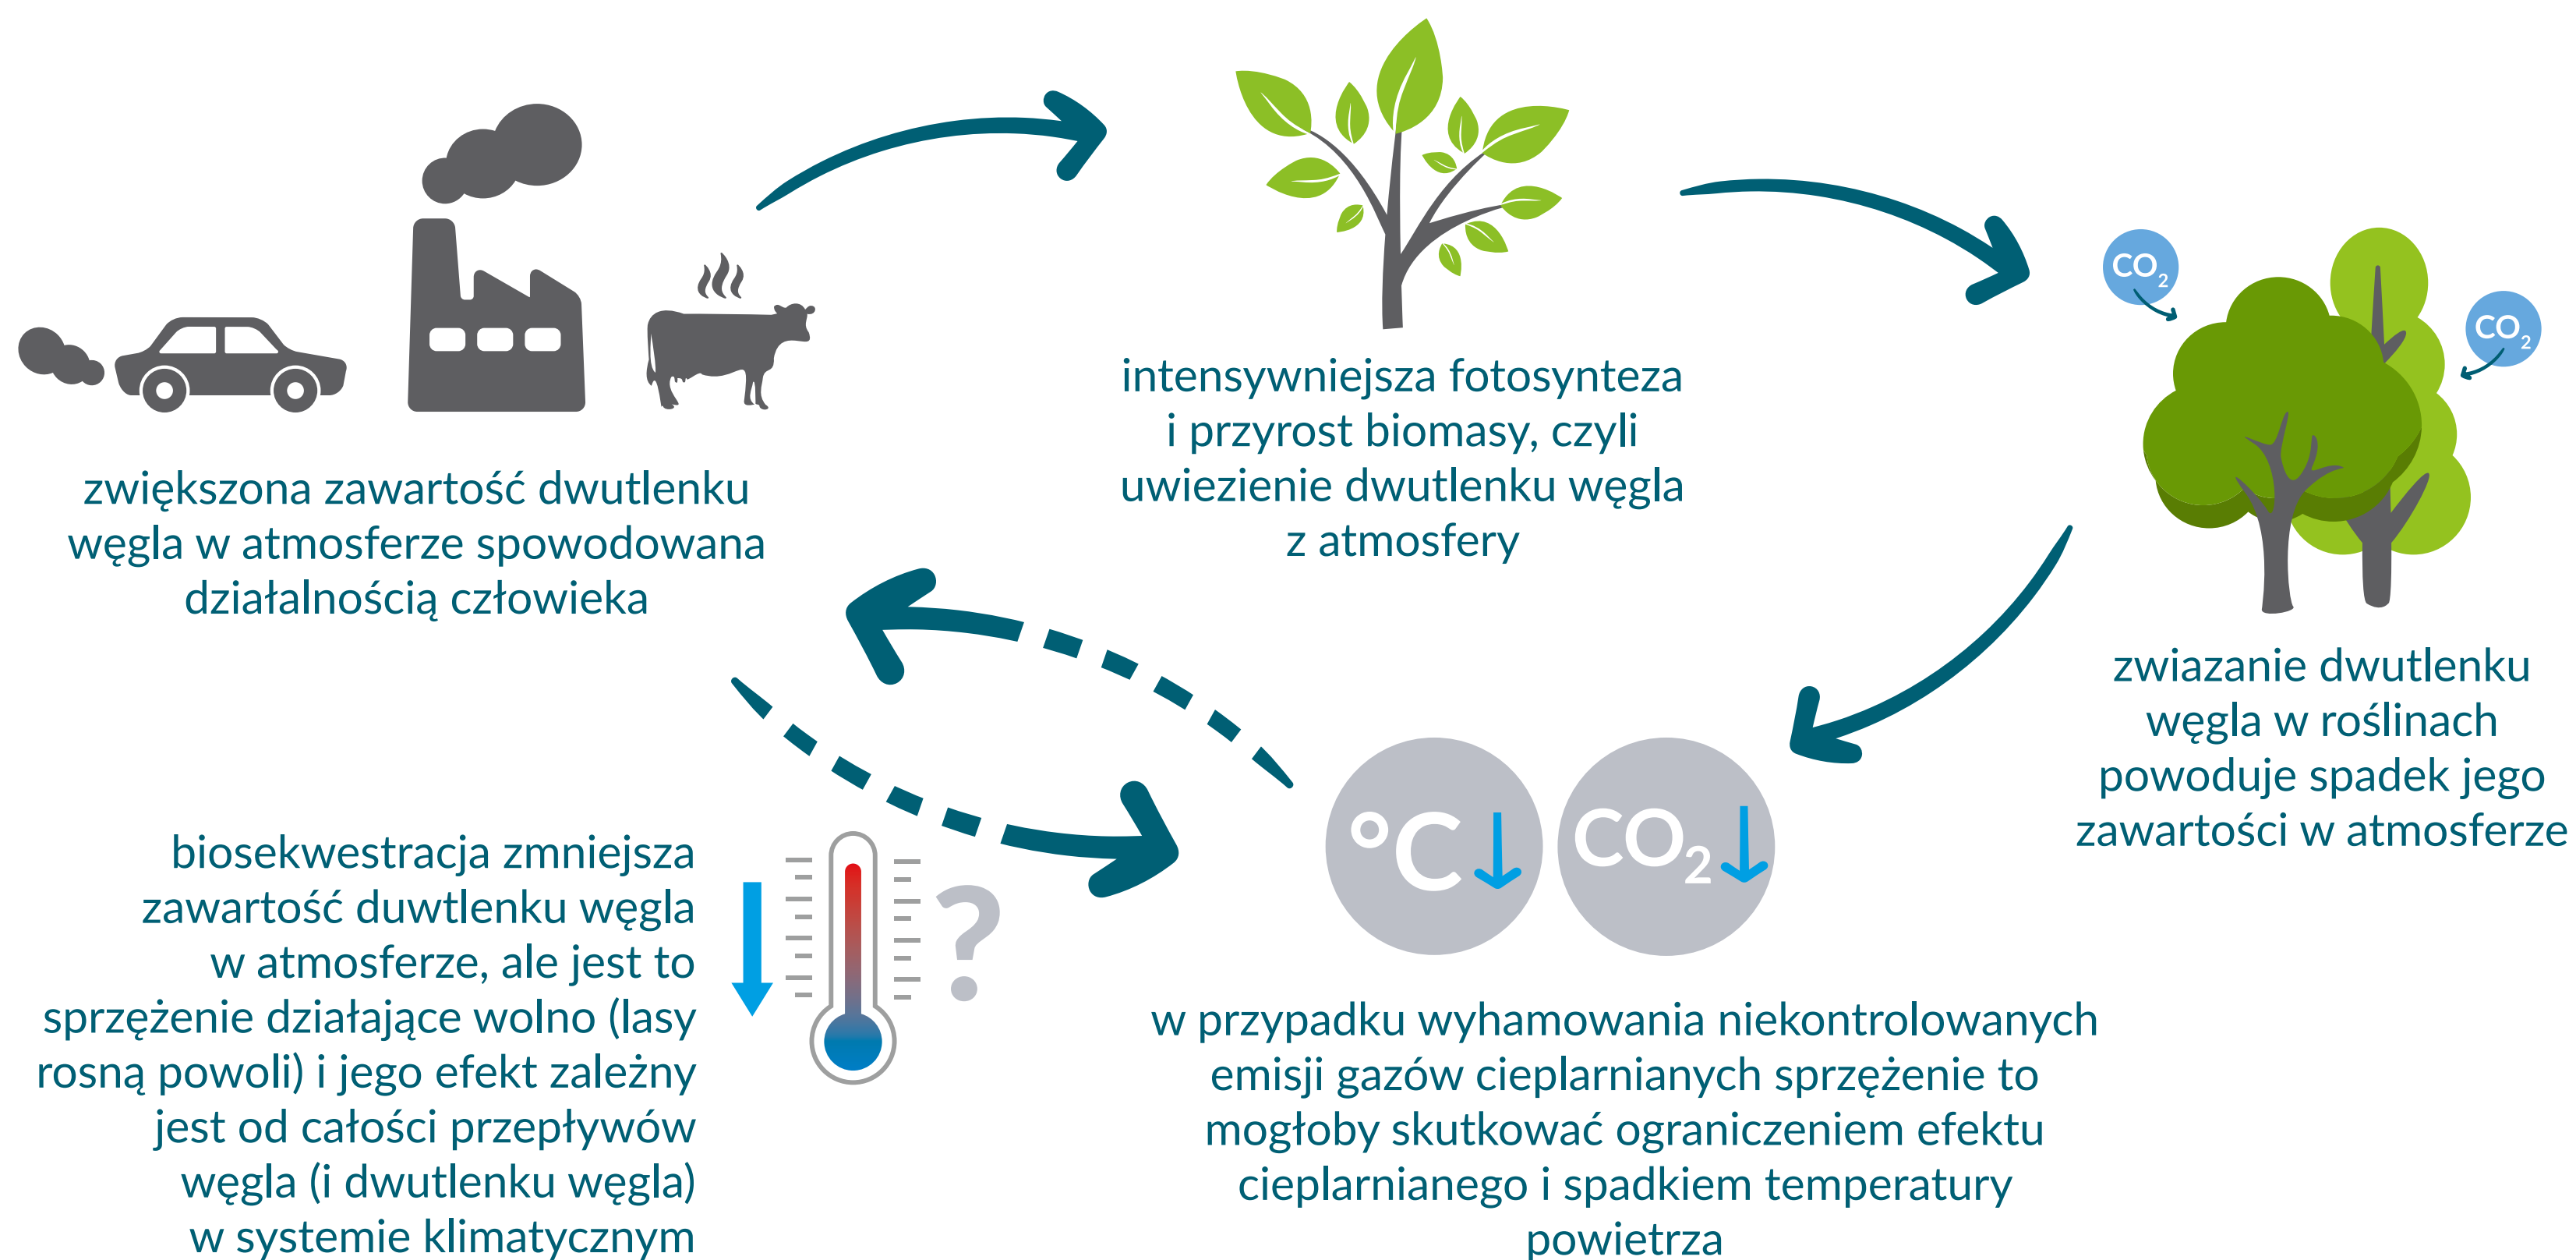 zwiększona zawartość dwutlenku
węgla w atmosferze spowodowana
działalnością człowieka
intensywniejsza fotosynteza
i przyrost biomasy, czyli
uwiezienie dwutlenku węgla
z atmosfery
CO₂
CO₂
zwiazanie dwutlenku
węgla w roślinach
powoduje spadek jego
zawartości w atmosferze
°C↓
CO₂↓
w przypadku wyhamowania niekontrolowanych
emisji gazów cieplarnianych sprzężenie to
mogłoby skutkować ograniczeniem efektu
cieplarnianego i spadkiem temperatury
powietrza
biosekwestracja zmniejsza
zawartość duwtlenku węgla
w atmosferze, ale jest to
sprzężenie działające wolno (lasy
rosną powoli) i jego efekt zależny
jest od całości przepływów
węgla (i dwutlenku węgla)
w systemie klimatycznym
?